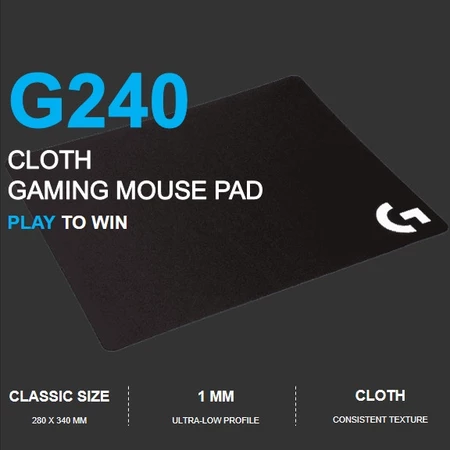 G240
CLOTH
GAMING MOUSE PAD
PLAY TO WIN
CLASSIC SIZE
280 X 340 MM
1 MM
ULTRA-LOW PROFILE
CLOTH
CONSISTENT TEXTURE